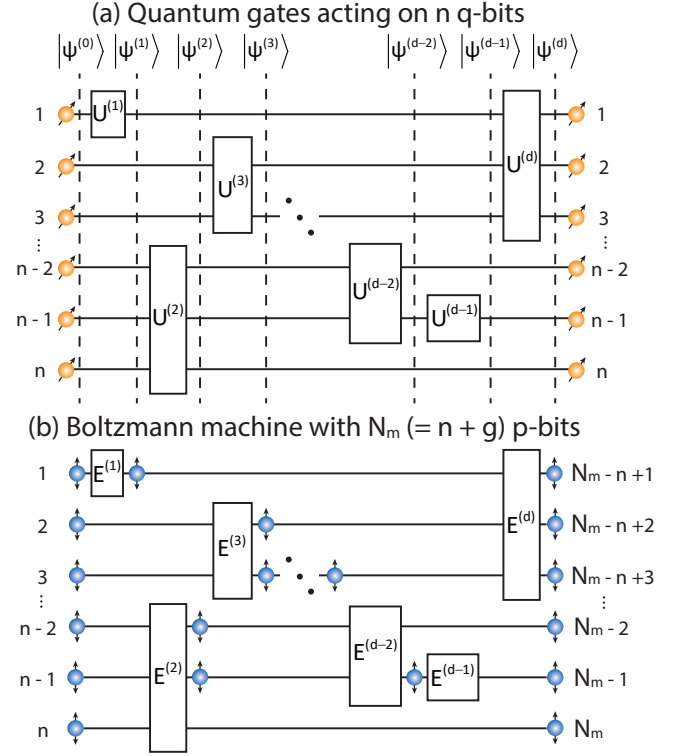 (a) Quantum gates acting on n q-bits
|ψ⁽⁰⁾⟩ |ψ⁽¹⁾⟩ |ψ⁽²⁾⟩ |ψ⁽³⁾⟩ |ψ⁽ᵈ⁻²⁾⟩ |ψ⁽ᵈ⁻¹⁾⟩ |ψ⁽ᵈ⁾⟩
1 U⁽¹⁾ 1
2 U⁽³⁾ U⁽ᵈ⁾ 2
3 3
⋮ ⋮
n - 2 U⁽ᵈ⁻²⁾ n - 2
n - 1 U⁽²⁾ U⁽ᵈ⁻¹⁾ n - 1
n n
(b) Boltzmann machine with Nₘ (= n + g) p-bits
1 E⁽¹⁾ Nₘ - n +1
2 E⁽³⁾ E⁽ᵈ⁾ Nₘ - n +2
3 Nₘ - n +3
⋮ ⋮
n - 2 E⁽ᵈ⁻²⁾ Nₘ - 2
n - 1 E⁽²⁾ E⁽ᵈ⁻¹⁾ Nₘ - 1
n Nₘ